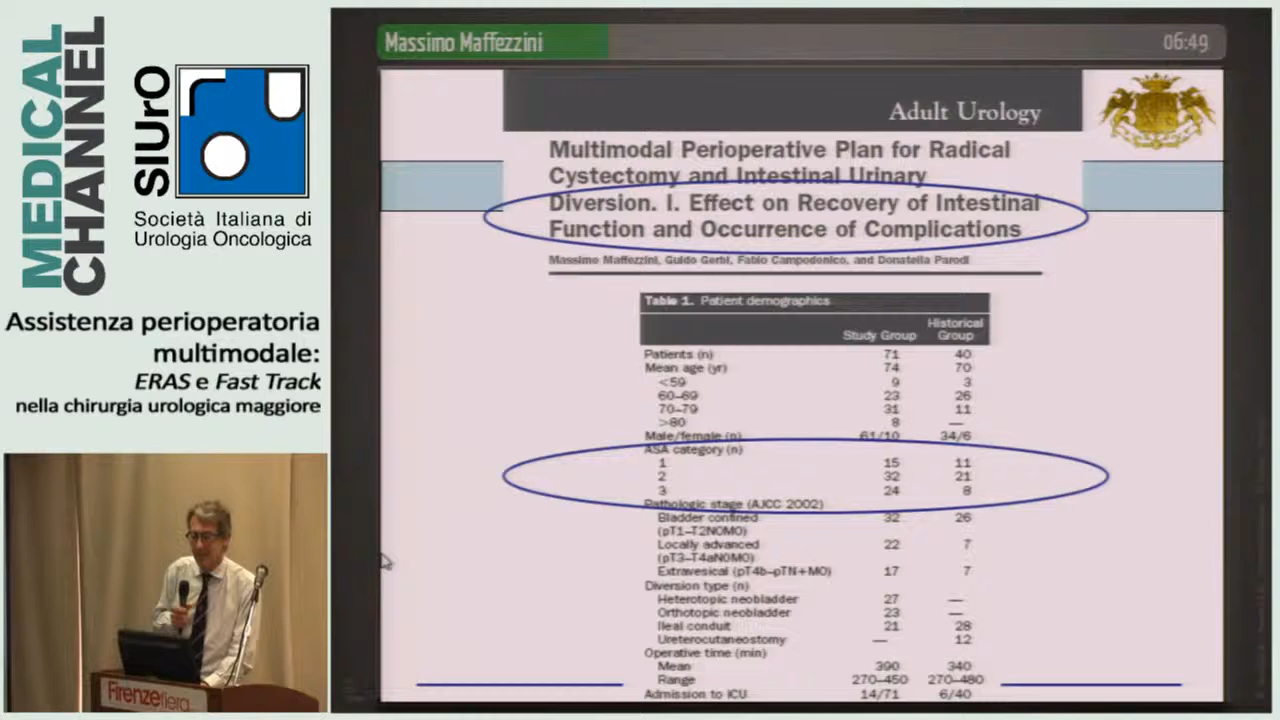 MEDICAL
CHANNEL
SIUrO
Società Italiana di
Urologia Oncologica
Assistenza perioperatoria
multimodale:
ERAS e Fast Track
nella chirurgia urologica maggiore
Firenzefiera
Massimo Maffezzini 06:49
Adult Urology
Multimodal Perioperative Plan for Radical
Cystectomy and Intestinal Urinary
Diversion. I. Effect on Recovery of Intestinal
Function and Occurrence of Complications
Massimo Maffezzini, Guido Gerbi, Fabio Campodonico, and Donatella Parodi
Table 1. Patient demographics
Study Group Historical Group
Patients (n) 71 40
Mean age (yr) 74 70
<59 9 3
60–69 23 26
70–79 31 11
>80 8 —
Male/female (n) 61/10 34/6
ASA category (n)
1 15 11
2 32 21
3 24 8
Pathologic stage (AJCC 2002)
Bladder confined 32 26
(pT1–T2N0M0)
Locally advanced 22 7
(pT3–T4aN0M0)
Extravesical (pT4b–pTN+M0) 17 7
Diversion type (n)
Heterotopic neobladder 27 —
Orthotopic neobladder 23 —
Ileal conduit 21 28
Ureterocutaneostomy — 12
Operative time (min)
Mean 390 340
Range 270–450 270–480
Admission to ICU 14/71 6/40